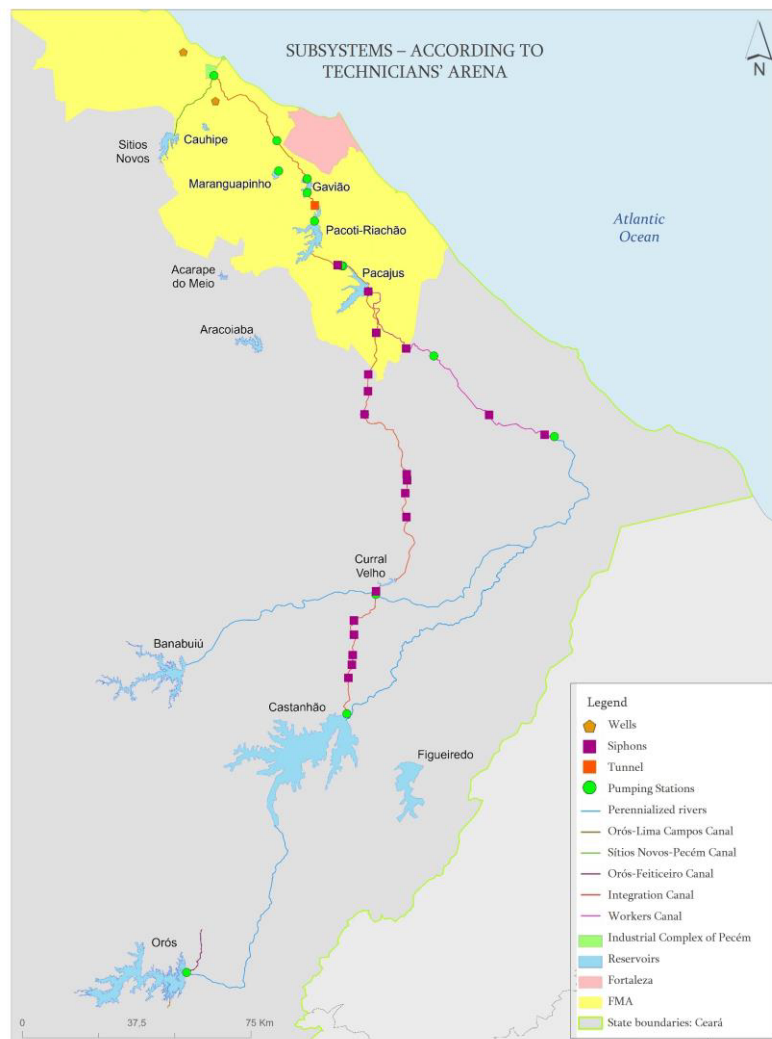 SUBSYSTEMS – ACCORDING TO
TECHNICIANS' ARENA
N
Sitios
Novos
Cauhipe
Maranguapinho
Gavião
Pacoti-Riachão
Atlantic
Ocean
Acarape
do Meio
Pacajus
Aracoiaba
Curral
Velho
Banabuiú
Castanhão
Figueiredo
Orós
0
37,5
75 Km
Legend
Wells
Siphons
Tunnel
Pumping Stations
Perennialized rivers
Orós-Lima Campos Canal
Sítios Novos-Pecém Canal
Orós-Feiticeiro Canal
Integration Canal
Workers Canal
Industrial Complex of Pecém
Reservoirs
Fortaleza
FMA
State boundaries: Ceará